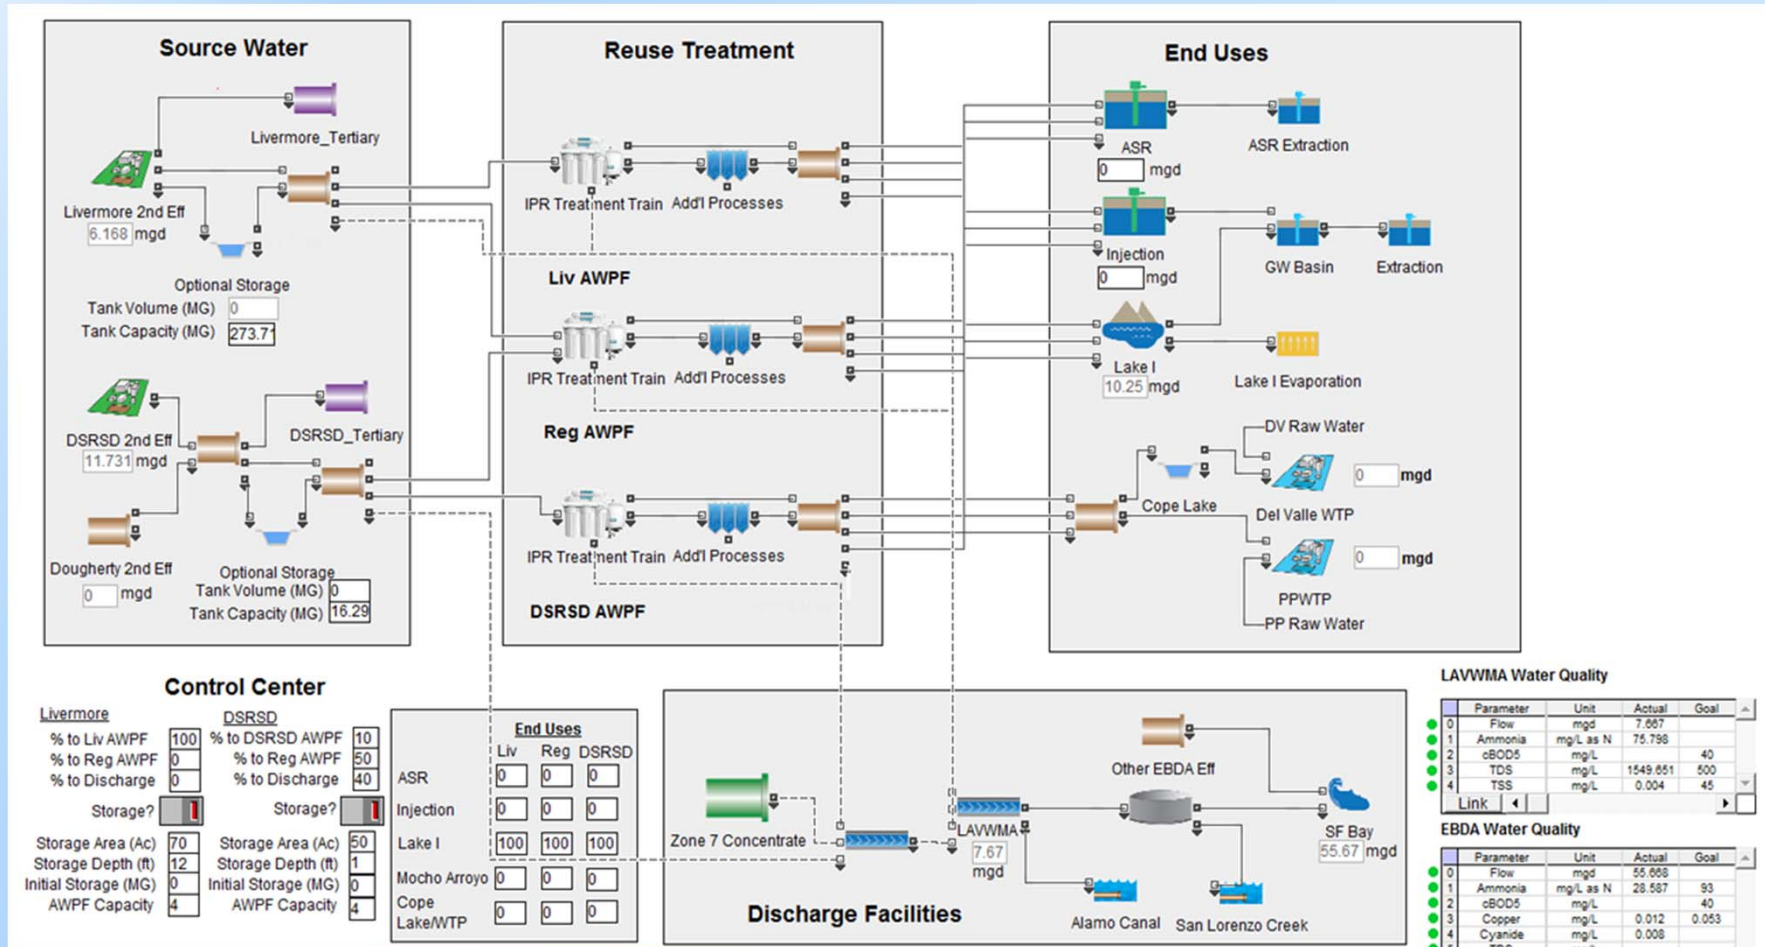 Source Water
Livermore_Tertiary
Livermore 2nd Eff
6.168 mgd
Optional Storage
Tank Volume (MG) 0
Tank Capacity (MG) 273.71
DSRSD_Tertiary
DSRSD 2nd Eff
11.731 mgd
Dougherty 2nd Eff
0 mgd
Optional Storage
Tank Volume (MG) 0
Tank Capacity (MG) 16.29
Reuse Treatment
IPR Treatment Train Add'l Processes
Liv AWPF
IPR Treatment Train Add'l Processes
Reg AWPF
IPR Treatment Train Add'l Processes
DSRSD AWPF
End Uses
ASR
0 mgd
ASR Extraction
Injection
0 mgd
GW Basin
Extraction
Lake I
10.25 mgd
Lake I Evaporation
DV Raw Water
Cope Lake
Del Valle WTP
0 mgd
PPWTP
0 mgd
PP Raw Water
Control Center
Livermore
% to Liv AWPF 100
% to Reg AWPF 0
% to Discharge 0
Storage?
Storage Area (Ac) 70
Storage Depth (ft) 12
Initial Storage (MG) 0
AWPF Capacity 4
DSRSD
% to DSRSD AWPF 10
% to Reg AWPF 50
% to Discharge 40
Storage?
Storage Area (Ac) 50
Storage Depth (ft) 1
Initial Storage (MG) 0
AWPF Capacity 4
End Uses
Liv Reg DSRSD
ASR 0 0 0
Injection 0 0 0
Lake I 100 100 100
Mocho Arroyo 0 0 0
Cope
Lake/WTP 0 0 0
Zone 7 Concentrate
LAVWMA
7.67
mgd
Other EBDA Eff
SF Bay
55.67 mgd
Alamo Canal
San Lorenzo Creek
Discharge Facilities
LAVWMA Water Quality
Parameter Unit Actual Goal
0 Flow mgd 7.667
1 Ammonia mg/L as N 75.798
2 cBOD5 mg/L 40
3 TDS mg/L 1549.651 500
4 TSS mg/L 0.004 45
Link
EBDA Water Quality
Parameter Unit Actual Goal
0 Flow mgd 55.668
1 Ammonia mg/L as N 28.587 93
2 cBOD5 mg/L 40
3 Copper mg/L 0.012 0.053
4 Cyanide mg/L 0.008